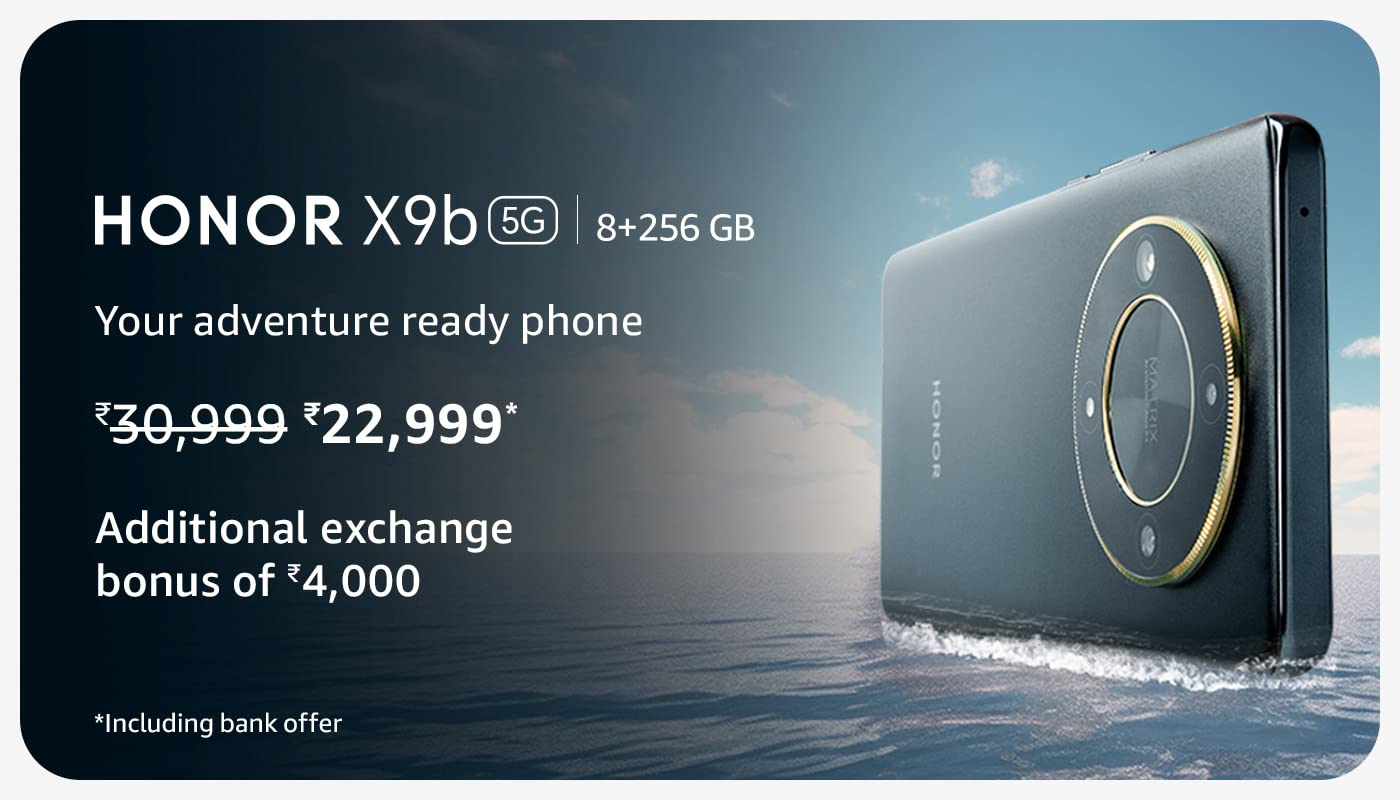 HONOR X9b 5G | 8+256 GB
Your adventure ready phone
₹30,999 ₹22,999*
Additional exchange
bonus of ₹4,000
*Including bank offer
HONOR
MATRIX